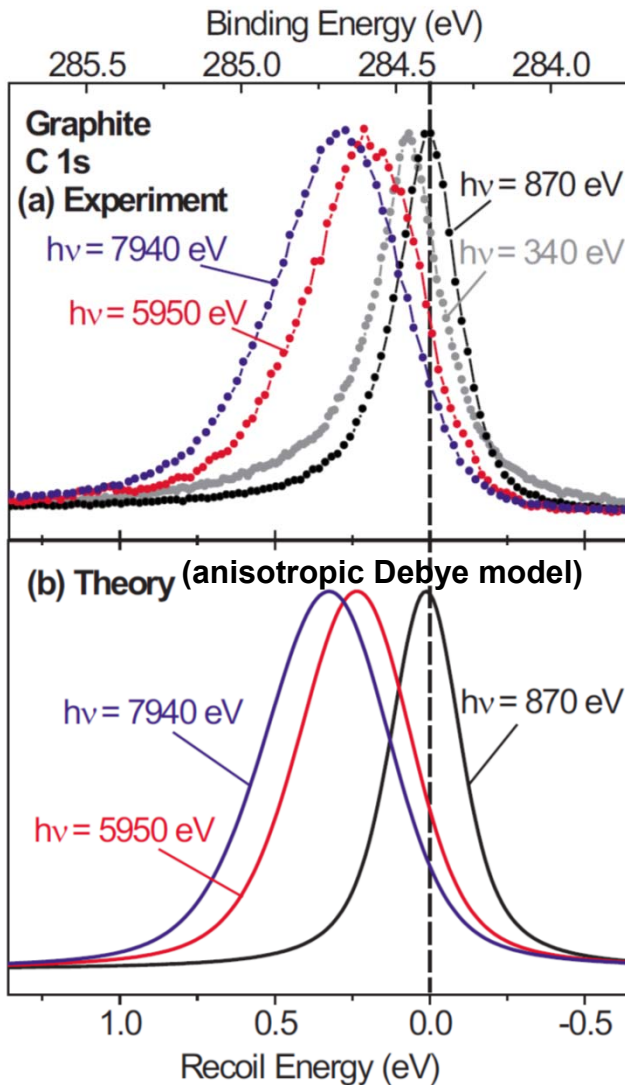 Binding Energy (eV)
285.5 285.0 284.5 284.0
Graphite
C 1s
(a) Experiment
hν = 870 eV
hν = 7940 eV
hν = 340 eV
hν = 5950 eV
(b) Theory (anisotropic Debye model)
hν = 7940 eV
hν = 870 eV
hν = 5950 eV
1.0 0.5 0.0 -0.5
Recoil Energy (eV)